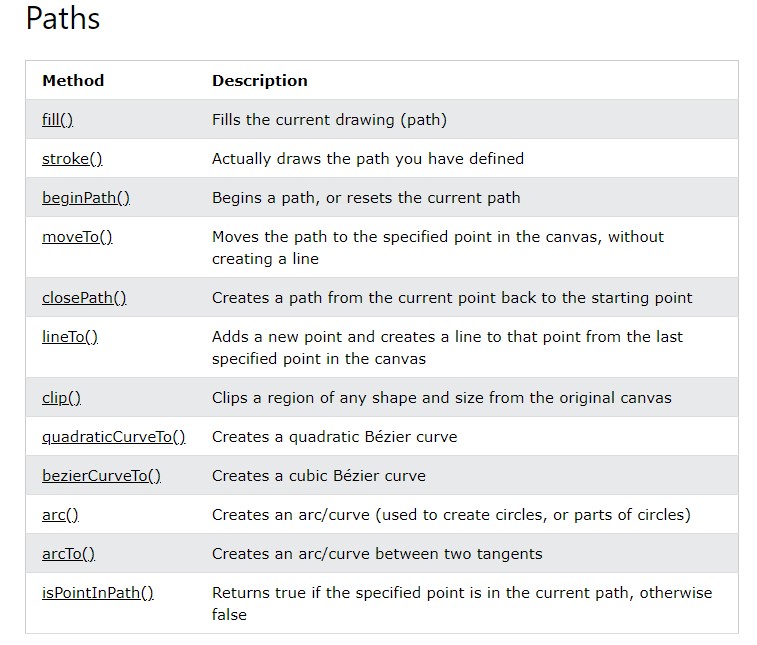 Paths
Method Description
fill() Fills the current drawing (path)
stroke() Actually draws the path you have defined
beginPath() Begins a path, or resets the current path
moveTo() Moves the path to the specified point in the canvas, without
creating a line
closePath() Creates a path from the current point back to the starting point
lineTo() Adds a new point and creates a line to that point from the last
specified point in the canvas
clip() Clips a region of any shape and size from the original canvas
quadraticCurveTo() Creates a quadratic Bézier curve
bezierCurveTo() Creates a cubic Bézier curve
arc() Creates an arc/curve (used to create circles, or parts of circles)
arcTo() Creates an arc/curve between two tangents
isPointInPath() Returns true if the specified point is in the current path, otherwise
false